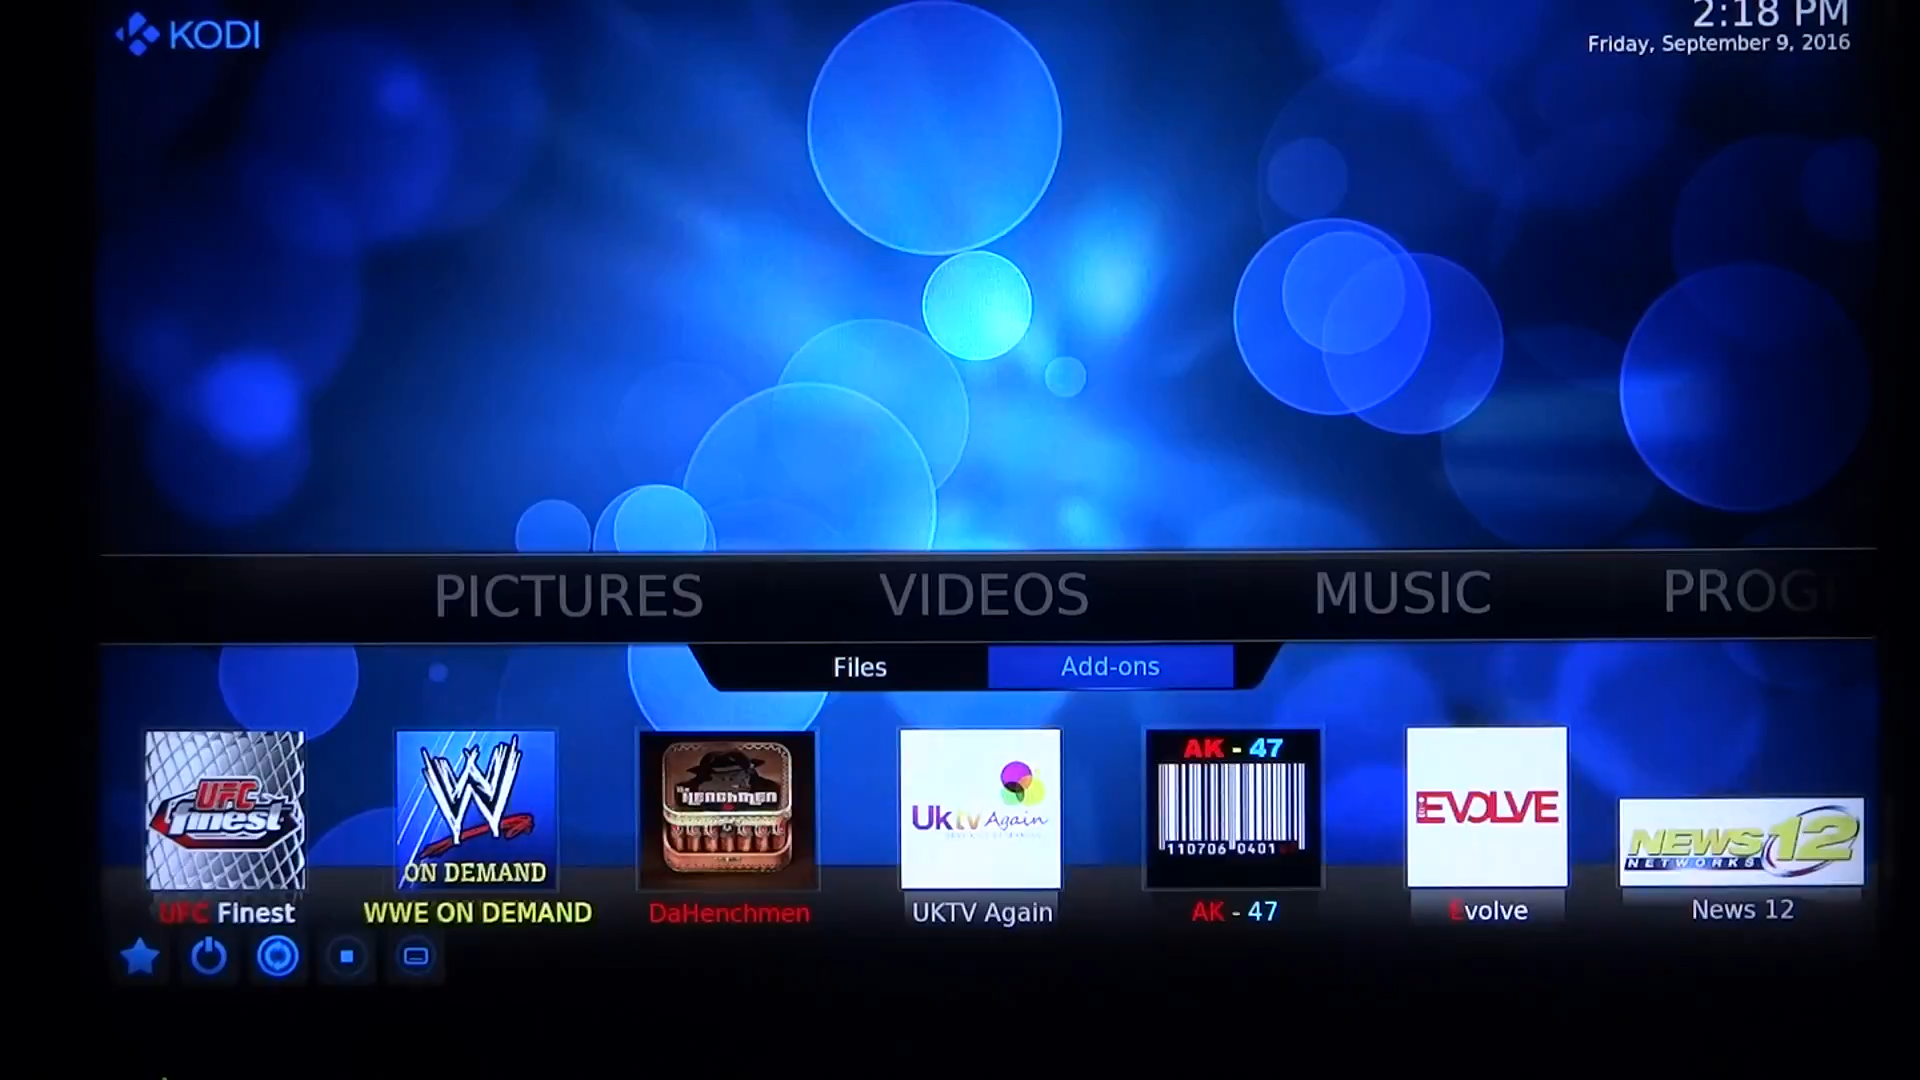 KODI
2:18 PM
Friday, September 9, 2016
PICTURES
VIDEOS
MUSIC
PROG
Files
Add-ons
UFC
finest
W
ON DEMAND
THE HENCHMEN
Uktv Again
AK - 47
110706 0401
EVOLVE
NEWS 12
NETWORKS
UFC Finest
WWE ON DEMAND
DaHenchmen
UKTV Again
AK - 47
Evolve
News 12